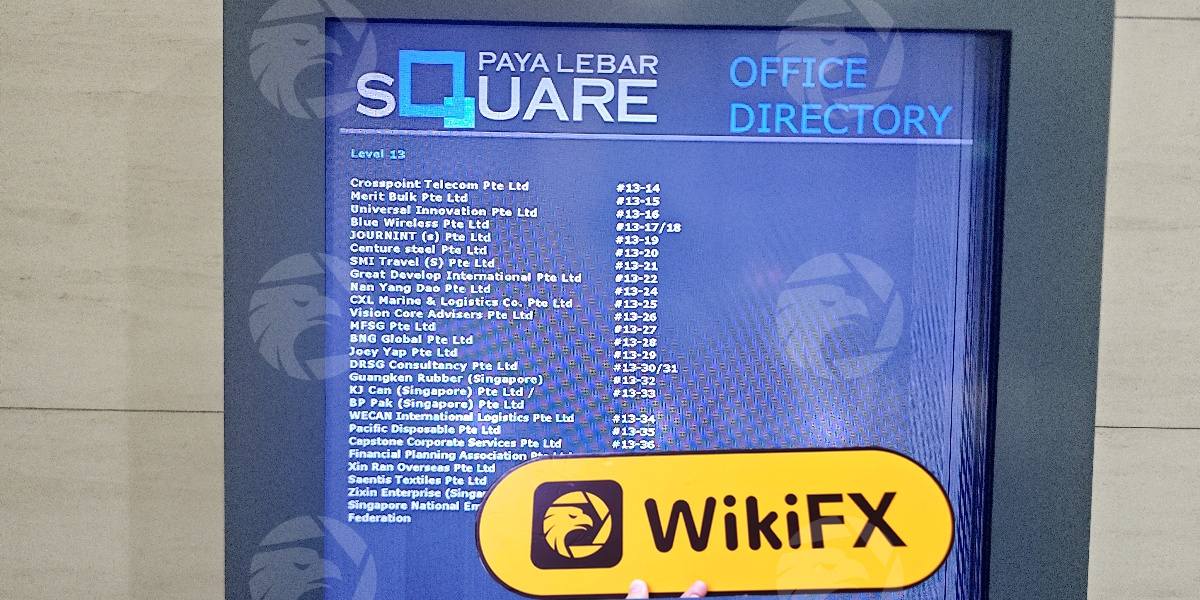 PAYA LEBAR
SQUARE
OFFICE
DIRECTORY
Level 13
Crosspoint Telecom Pte Ltd #13-14
Merit Bulk Pte Ltd #13-15
Universal Innovation Pte Ltd #13-16
Blue Wireless Pte Ltd #13-17/18
JOURNINT (s) Pte Ltd #13-19
Centure steel Pte Ltd #13-20
SMI Travel (S) Pte Ltd #13-21
Great Develop International Pte Ltd #13-22
Nan Yang Dao Pte Ltd #13-24
CXL Marine & Logistics Co. Pte Ltd #13-25
Vision Core Advisers Pte Ltd #13-26
MFSG Pte Ltd #13-27
BNG Global Pte Ltd #13-28
Joey Yap Pte Ltd #13-29
DRSG Consultancy Pte Ltd #13-30/31
Guangken Rubber (Singapore) #13-32
KJ Can (Singapore) Pte Ltd / #13-33
BP Pak (Singapore) Pte Ltd
WECAN International Logistics Pte Ltd #13-34
Pacific Disposable Pte Ltd #13-35
Capstone Corporate Services Pte Ltd #13-36
Financial Planning Association
Xin Ran Overseas Pte Ltd
Saentis Textiles Pte Ltd
Zixin Enterprise
Singapore National
Federation
WikiFX